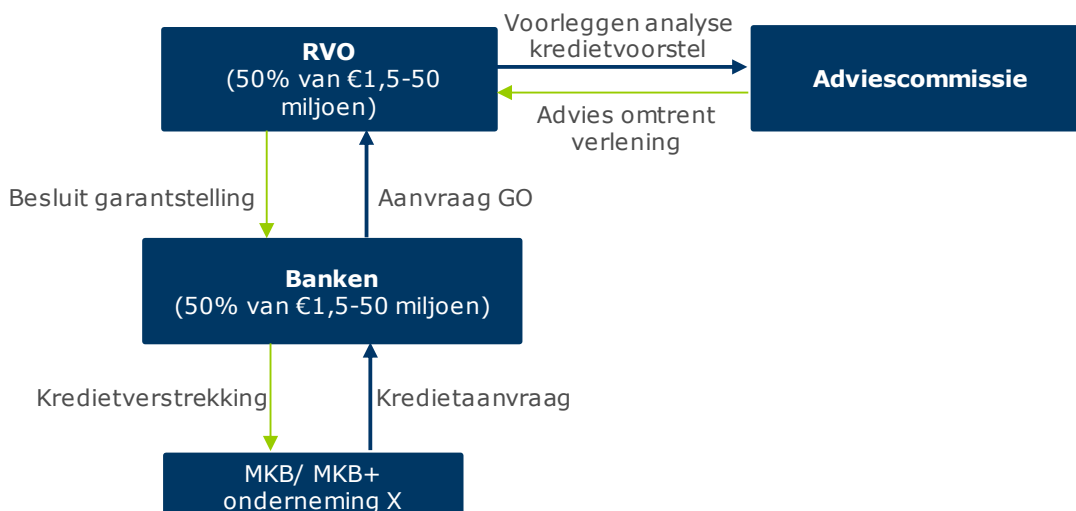 Voorleggen analyse
kredietvoorstel
RVO
(50% van €1,5-50
miljoen)
Adviescommissie
Advies omtrent
verlening
Besluit garantstelling
Aanvraag GO
Banken
(50% van €1,5-50 miljoen)
Kredietverstrekking
Kredietaanvraag
MKB/ MKB+
onderneming X